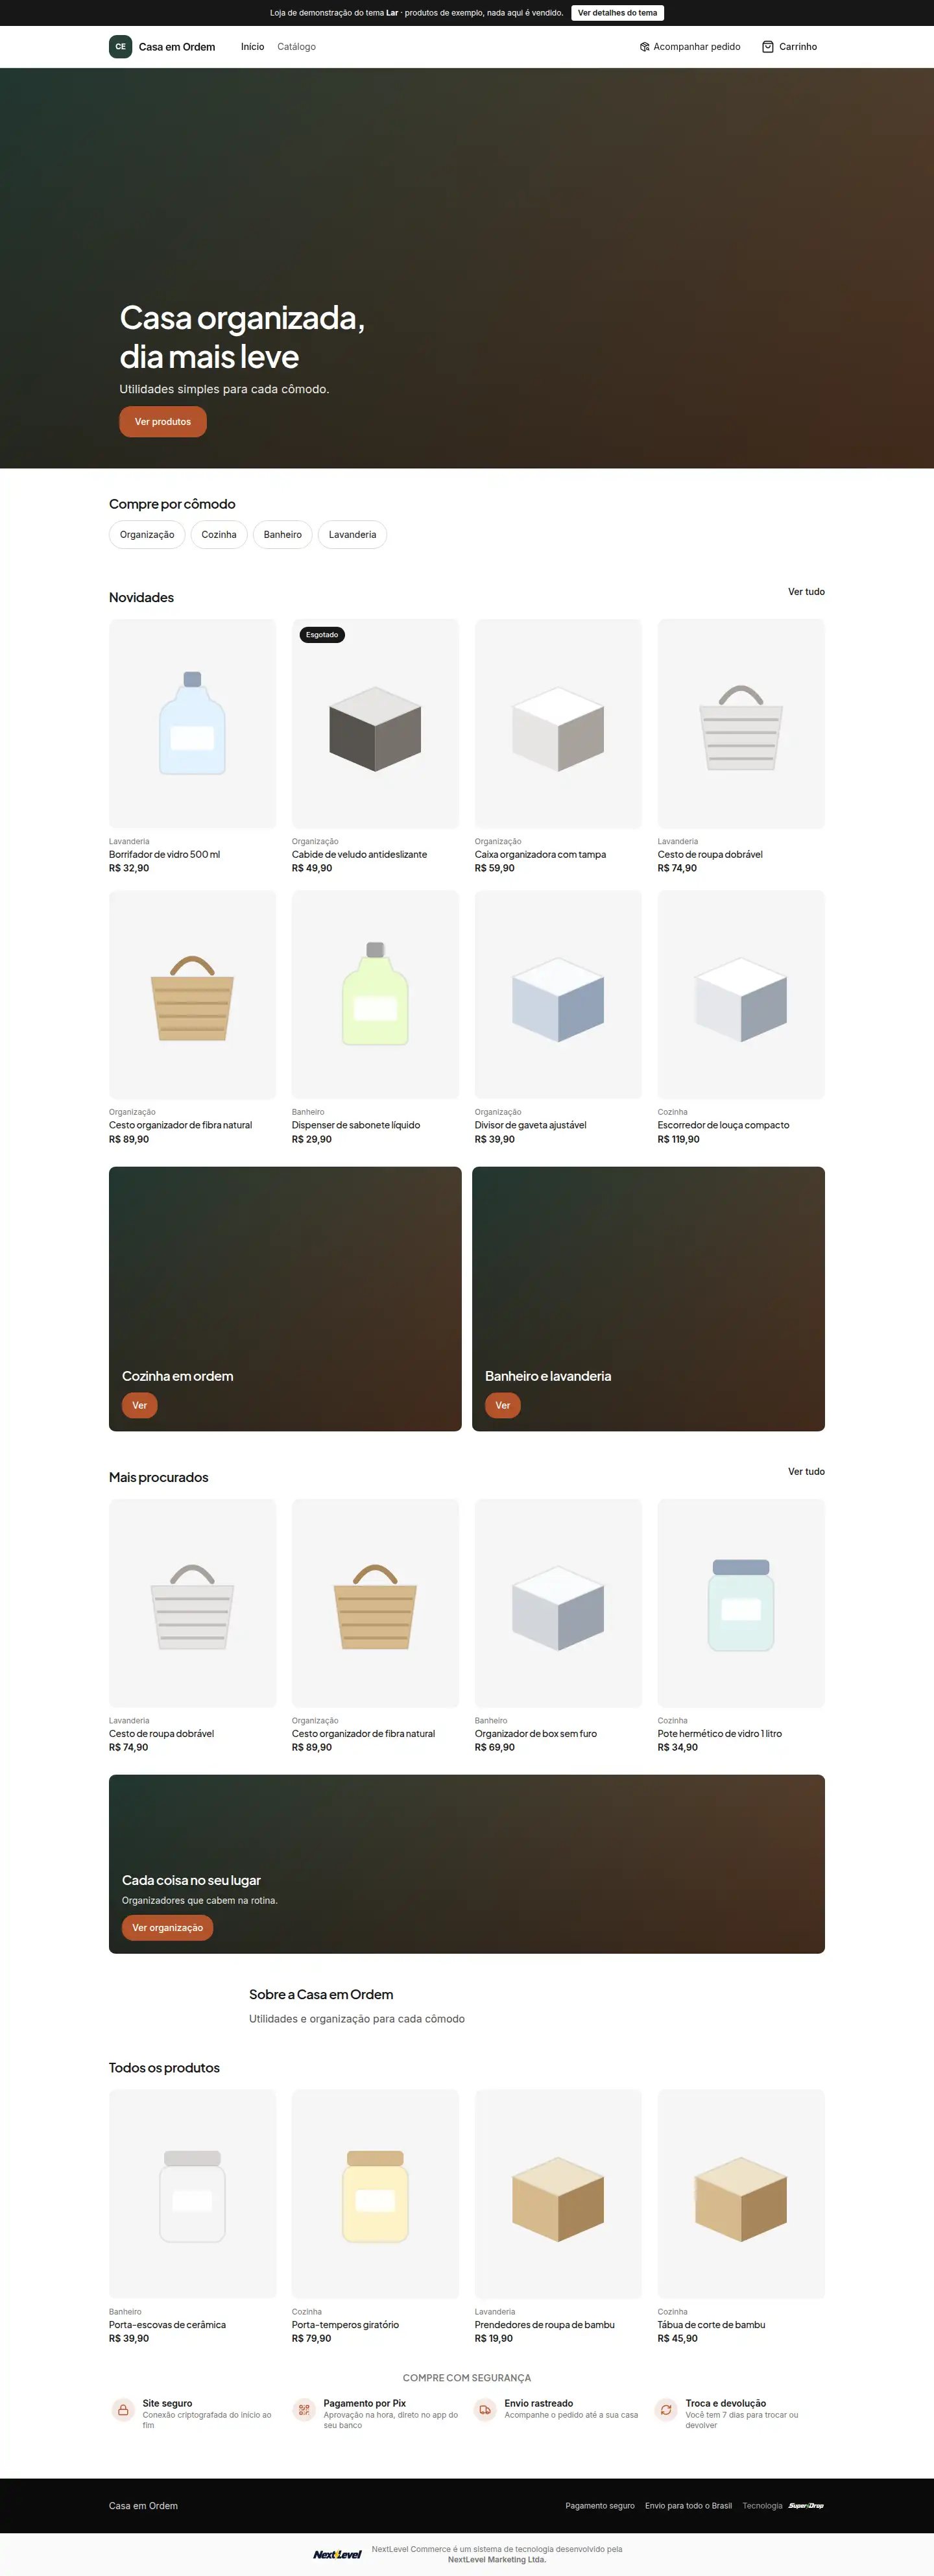 Loja de demonstração do tema Lar · produtos de exemplo, nada aqui é vendido. Ver detalhes do tema
CE Casa em Ordem Início Catálogo Acompanhar pedido Carrinho
Casa organizada,
dia mais leve
Utilidades simples para cada cômodo.
Ver produtos
Compre por cômodo
Organização Cozinha Banheiro Lavanderia
Novidades Ver tudo
Esgotado
Lavanderia Organização Organização Lavanderia
Borrifador de vidro 500 ml Cabide de veludo antideslizante Caixa organizadora com tampa Cesto de roupa dobrável
R$ 32,90 R$ 49,90 R$ 59,90 R$ 74,90
Organização Banheiro Organização Cozinha
Cesto organizador de fibra natural Dispenser de sabonete líquido Divisor de gaveta ajustável Escorredor de louça compacto
R$ 89,90 R$ 29,90 R$ 39,90 R$ 119,90
Cozinha em ordem Banheiro e lavanderia
Ver Ver
Mais procurados Ver tudo
Lavanderia Organização Banheiro Cozinha
Cesto de roupa dobrável Cesto organizador de fibra natural Organizador de box sem furo Pote hermético de vidro 1 litro
R$ 74,90 R$ 89,90 R$ 69,90 R$ 34,90
Cada coisa no seu lugar
Organizadores que cabem na rotina.
Ver organização
Sobre a Casa em Ordem
Utilidades e organização para cada cômodo
Todos os produtos
Banheiro Cozinha Lavanderia Cozinha
Porta-escovas de cerâmica Porta-temperos giratório Prendedores de roupa de bambu Tábua de corte de bambu
R$ 39,90 R$ 79,90 R$ 19,90 R$ 45,90
COMPRE COM SEGURANÇA
Site seguro Pagamento por Pix Envio rastreado Troca e devolução
Conexão criptografada do início ao Aprovação na hora, direto no app do Acompanhe o pedido até a sua casa Você tem 7 dias para trocar ou
fim seu banco devolver
Casa em Ordem Pagamento seguro Envio para todo o Brasil Tecnologia SuperDrop
NextLevel NextLevel Commerce é um sistema de tecnologia desenvolvido pela
NextLevel Marketing Ltda.